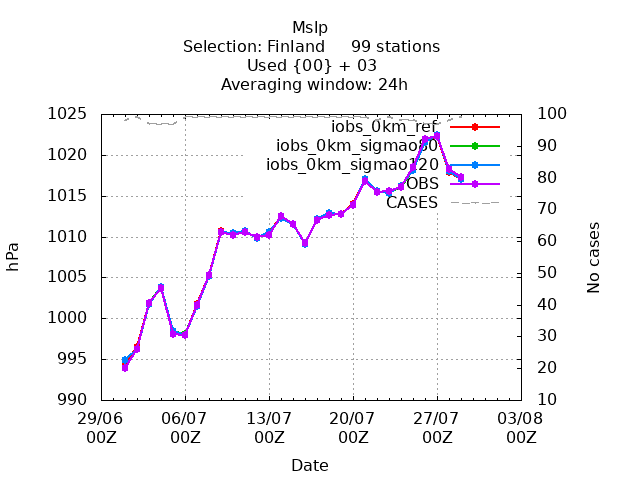 Mslp
Selection: Finland 99 stations
Used {00} + 03
Averaging window: 24h
1025
1020
1015
1010
1005
1000
995
990
hPa
100
90
80
70
60
50
40
30
20
10
No cases
iobs_0km_ref
iobs_0km_sigmao80
iobs_0km_sigmao120
OBS
CASES
29/06 06/07 13/07 20/07 27/07 03/08
00Z 00Z 00Z 00Z 00Z 00Z
Date